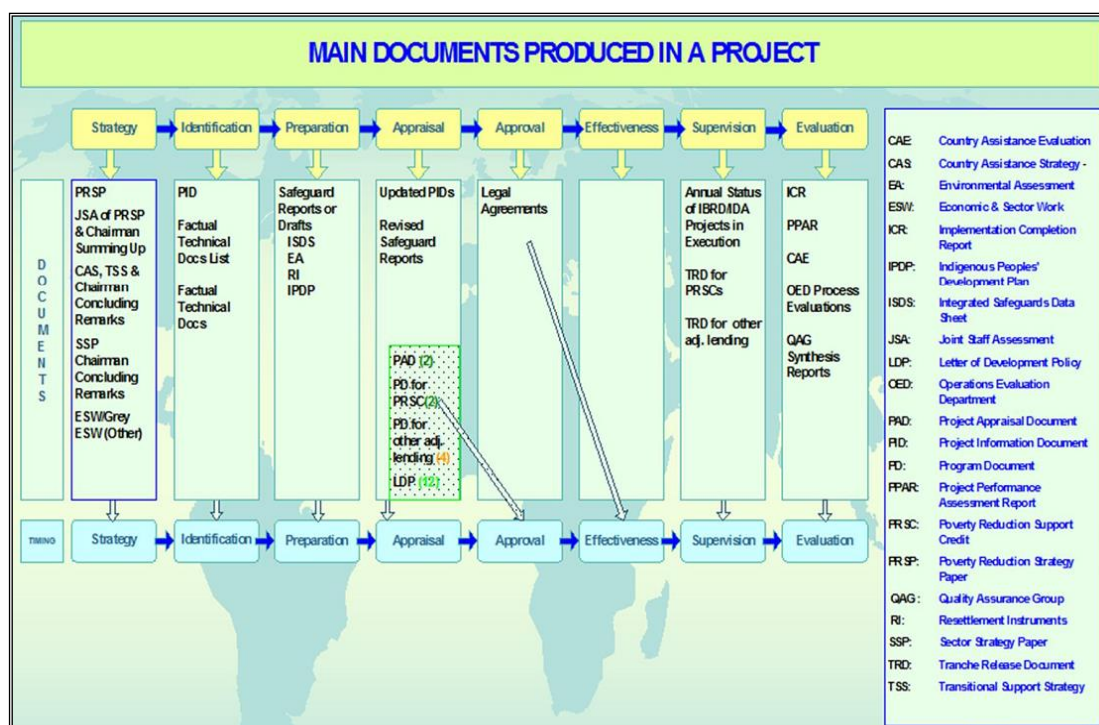 MAIN DOCUMENTS PRODUCED IN A PROJECT
Strategy
Identification
Preparation
Appraisal
Approval
Effectiveness
Supervision
Evaluation
DOCUMENTS
PRSP
JSA of PRSP
& Chairman
Summing Up
CAS, TSS &
Chairman
Concluding
Remarks
SSP
Chairman
Concluding
Remarks
ESW/Grey
ESW (Other)
PID
Factual
Technical
Docs List
Factual
Technical
Docs
Safeguard
Reports or
Drafts
ISDS
EA
RI
IPDP
Updated PIDs
Revised
Safeguard
Reports
PAD (2)
PD for
PRSC(2)
PD for
other adj.
lending (4)
LDP (12)
Legal
Agreements
Annual Status
of IBRD/IDA
Projects in
Execution
TRD for
PRSCs
TRD for other
adj. lending
ICR
PPAR
CAE
OED Process
Evaluations
QAG
Synthesis
Reports
TIMING
Strategy
Identification
Preparation
Appraisal
Approval
Effectiveness
Supervision
Evaluation
CAE: Country Assistance Evaluation
CAS: Country Assistance Strategy -
EA: Environmental Assessment
ESW: Economic & Sector Work
ICR: Implementation Completion
Report
IPDP: Indigenous Peoples'
Development Plan
ISDS: Integrated Safeguards Data
Sheet
JSA: Joint Staff Assessment
LDP: Letter of Development Policy
OED: Operations Evaluation
Department
PAD: Project Appraisal Document
PID: Project Information Document
PD: Program Document
PPAR: Project Performance
Assessment Report
PRSC: Poverty Reduction Support
Credit
PRSP: Poverty Reduction Strategy
Paper
QAG : Quality Assurance Group
RI: Resettlement Instruments
SSP: Sector Strategy Paper
TRD: Tranche Release Document
TSS: Transitional Support Strategy